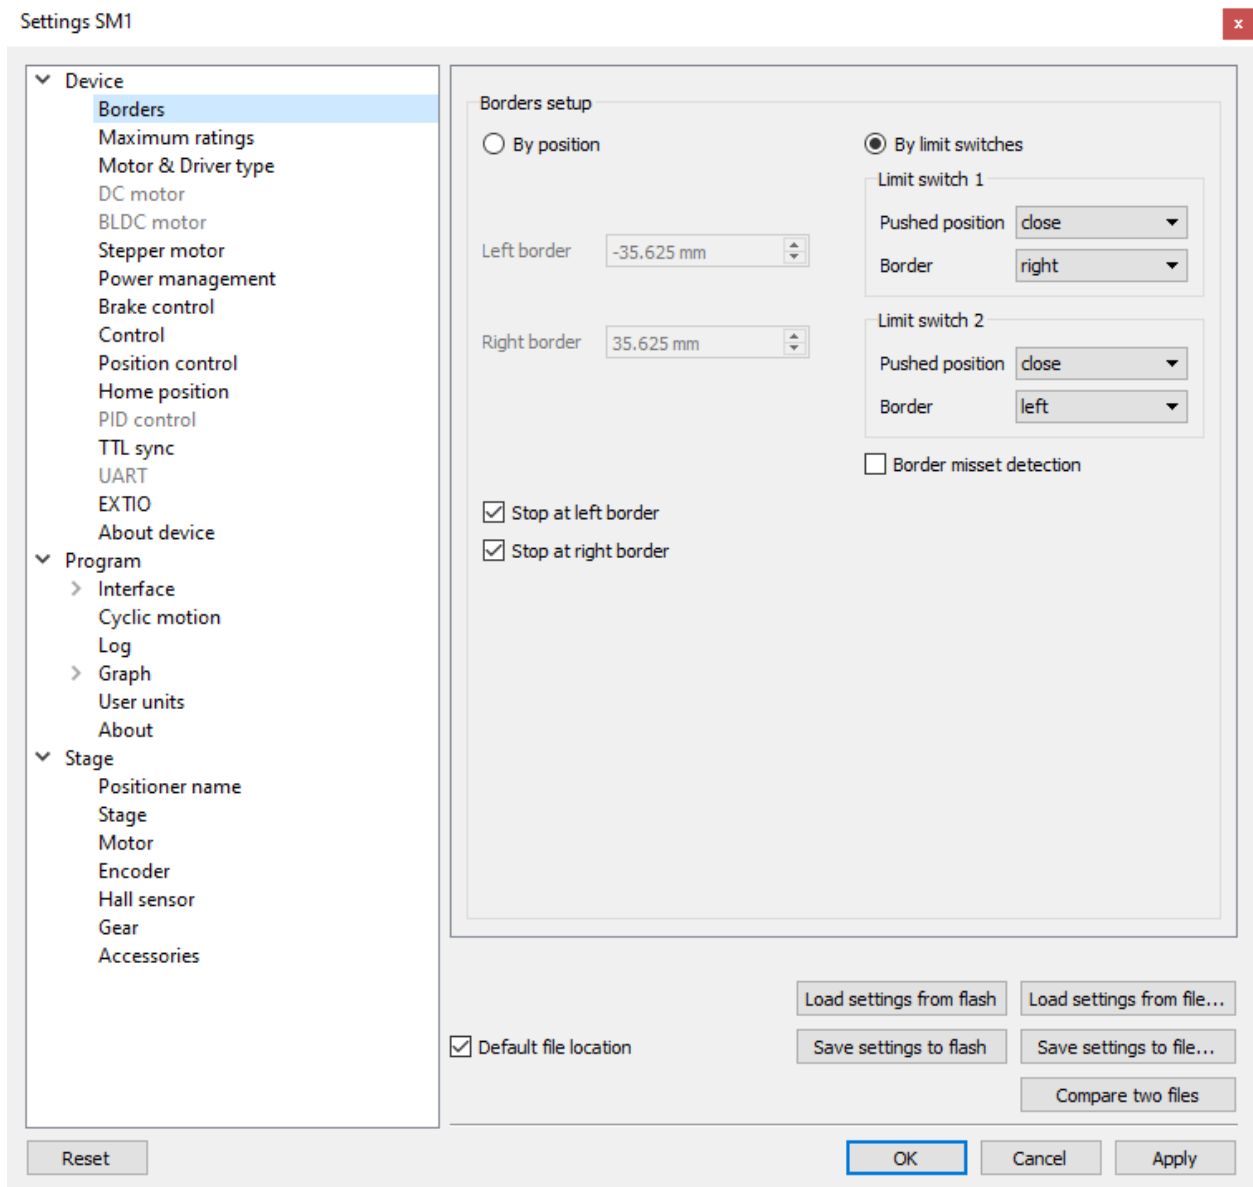 Settings SM1
x
Device
Borders
Maximum ratings
Motor & Driver type
DC motor
BLDC motor
Stepper motor
Power management
Brake control
Control
Position control
Home position
PID control
TTL sync
UART
EXTIO
About device
Program
Interface
Cyclic motion
Log
Graph
User units
About
Stage
Positioner name
Stage
Motor
Encoder
Hall sensor
Gear
Accessories
Borders setup
By position
Left border -35.625 mm
Right border 35.625 mm
By limit switches
Limit switch 1
Pushed position close
Border right
Limit switch 2
Pushed position close
Border left
Border misset detection
Stop at left border
Stop at right border
Load settings from flash Load settings from file...
Default file location Save settings to flash Save settings to file...
Compare two files
Reset OK Cancel Apply